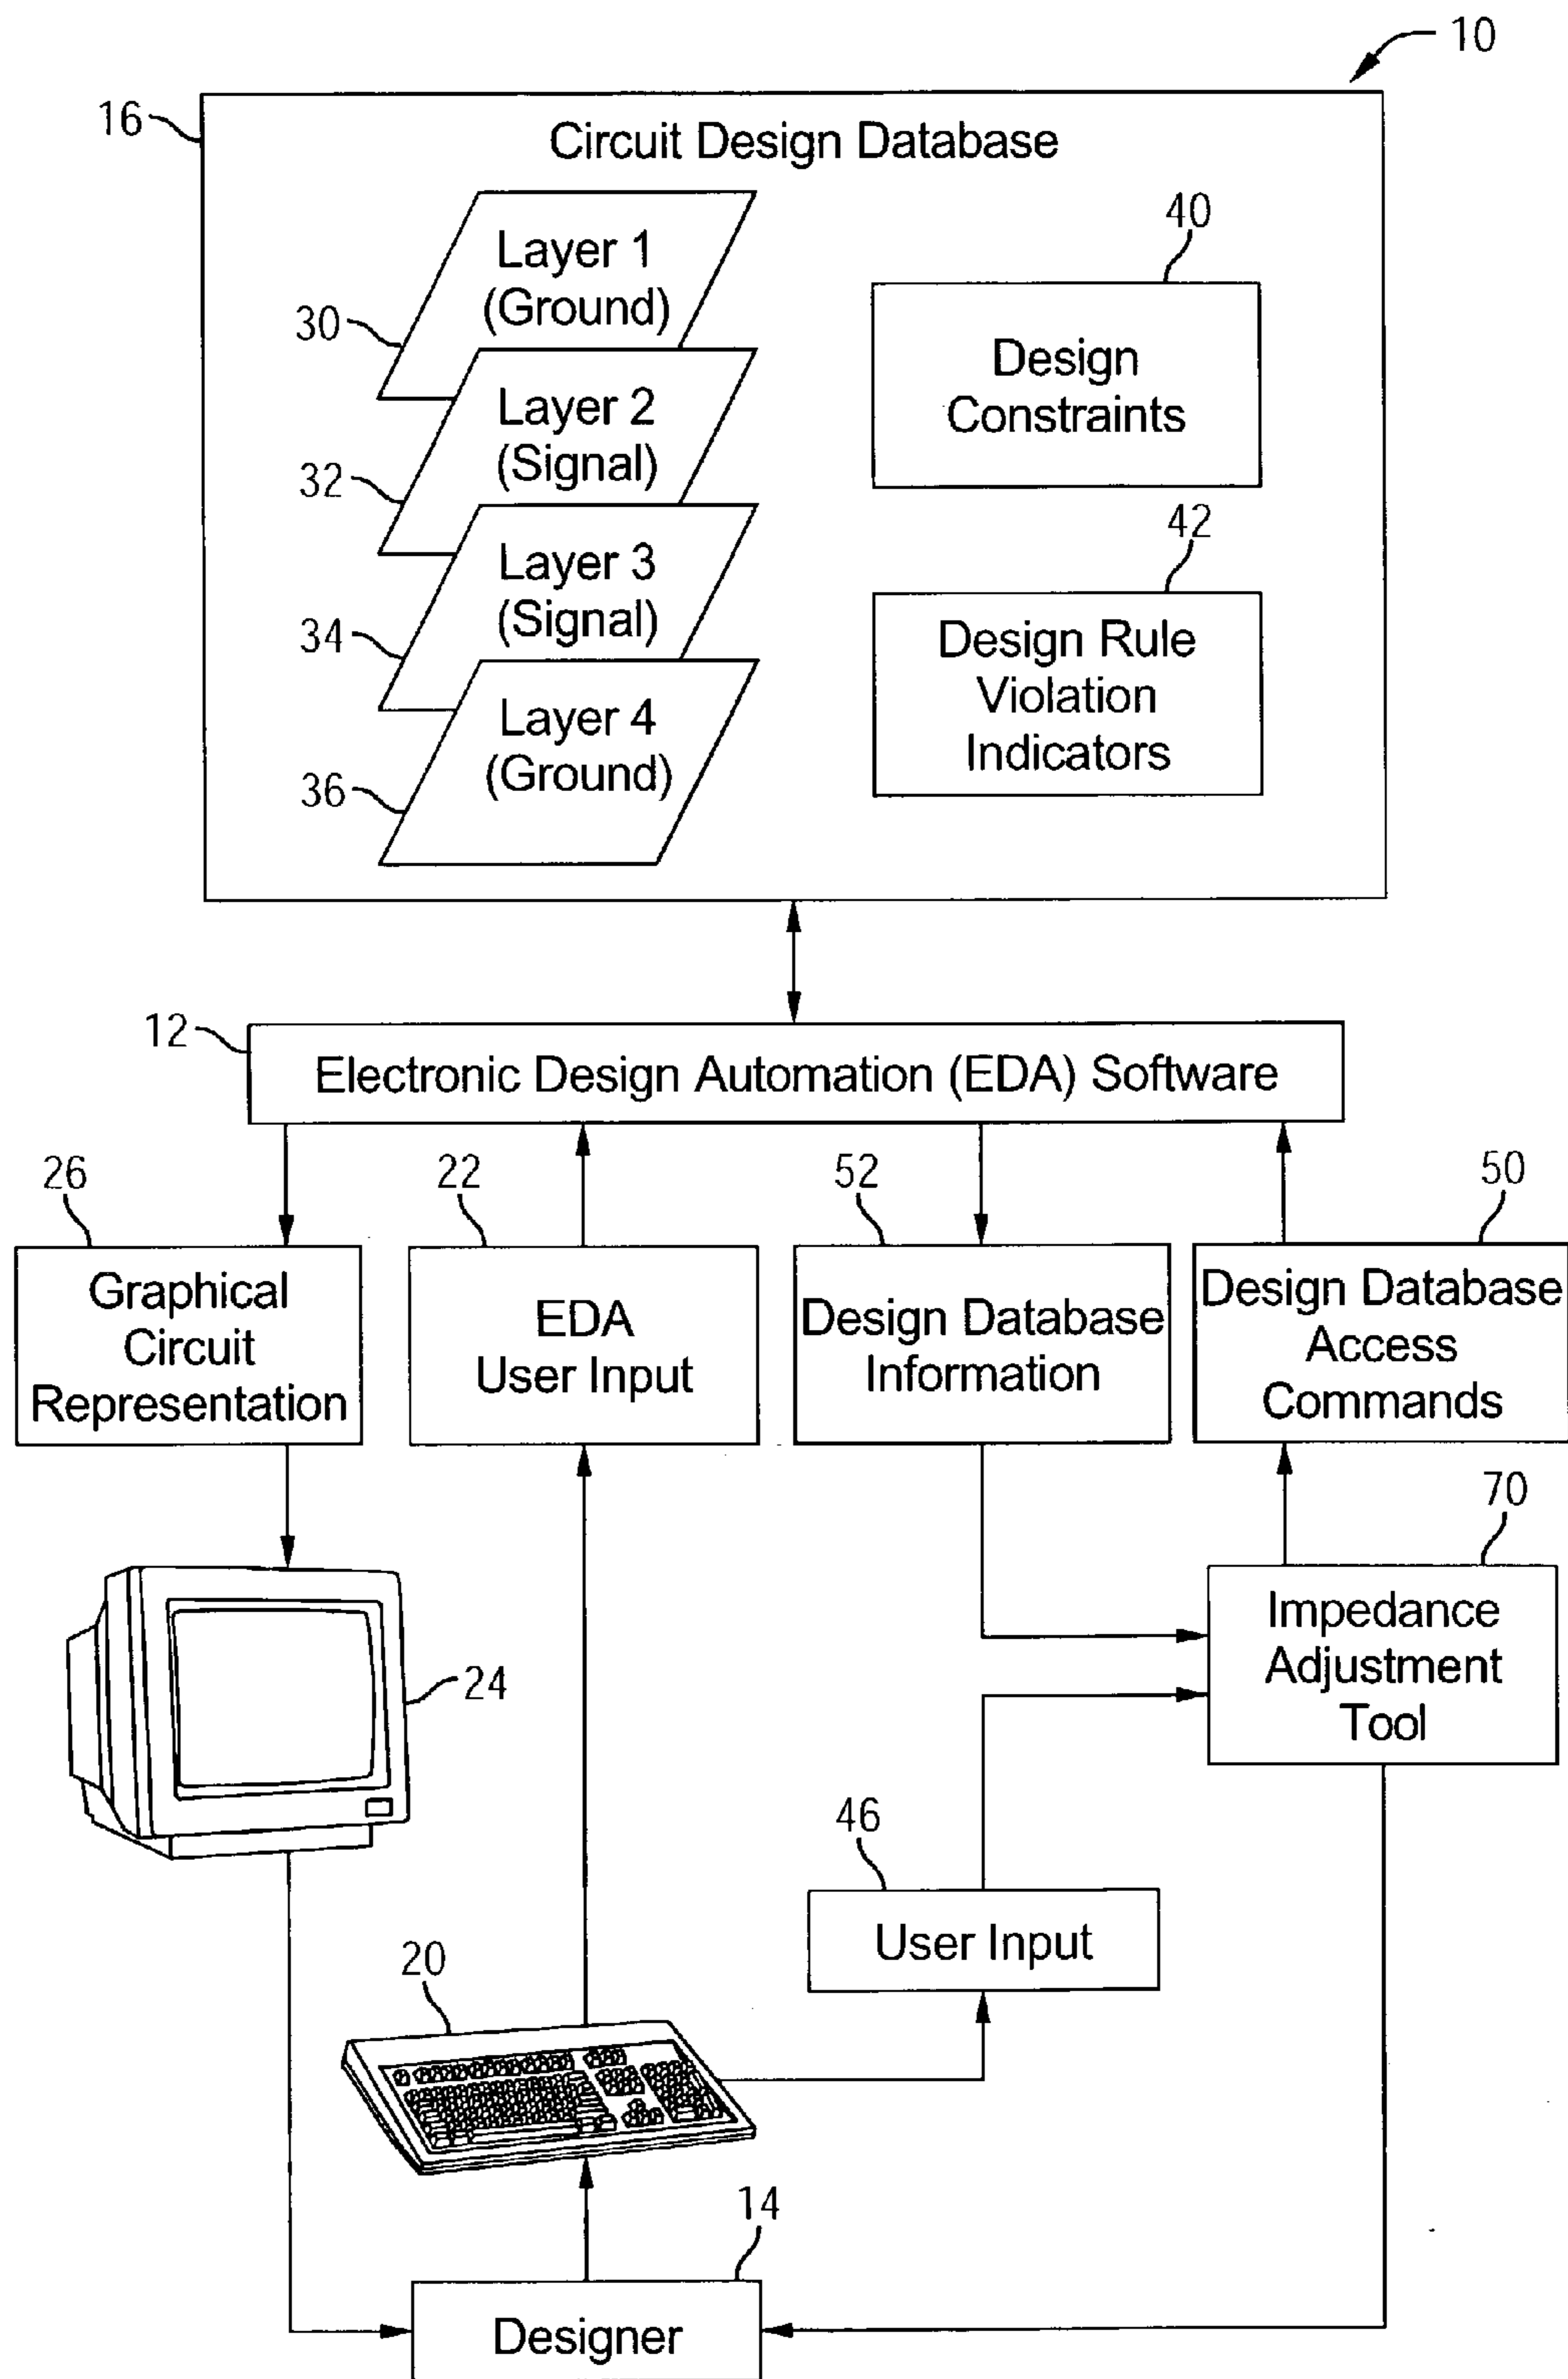 10
16
Circuit Design Database
Layer 1
(Ground)
30
Layer 2
(Signal)
32
Layer 3
(Signal)
34
Layer 4
(Ground)
36
40
Design
Constraints
42
Design Rule
Violation
Indicators
12
Electronic Design Automation (EDA) Software
26
Graphical
Circuit
Representation
22
EDA
User Input
52
Design Database
Information
50
Design Database
Access
Commands
70
Impedance
Adjustment
Tool
24
46
User Input
20
14
Designer